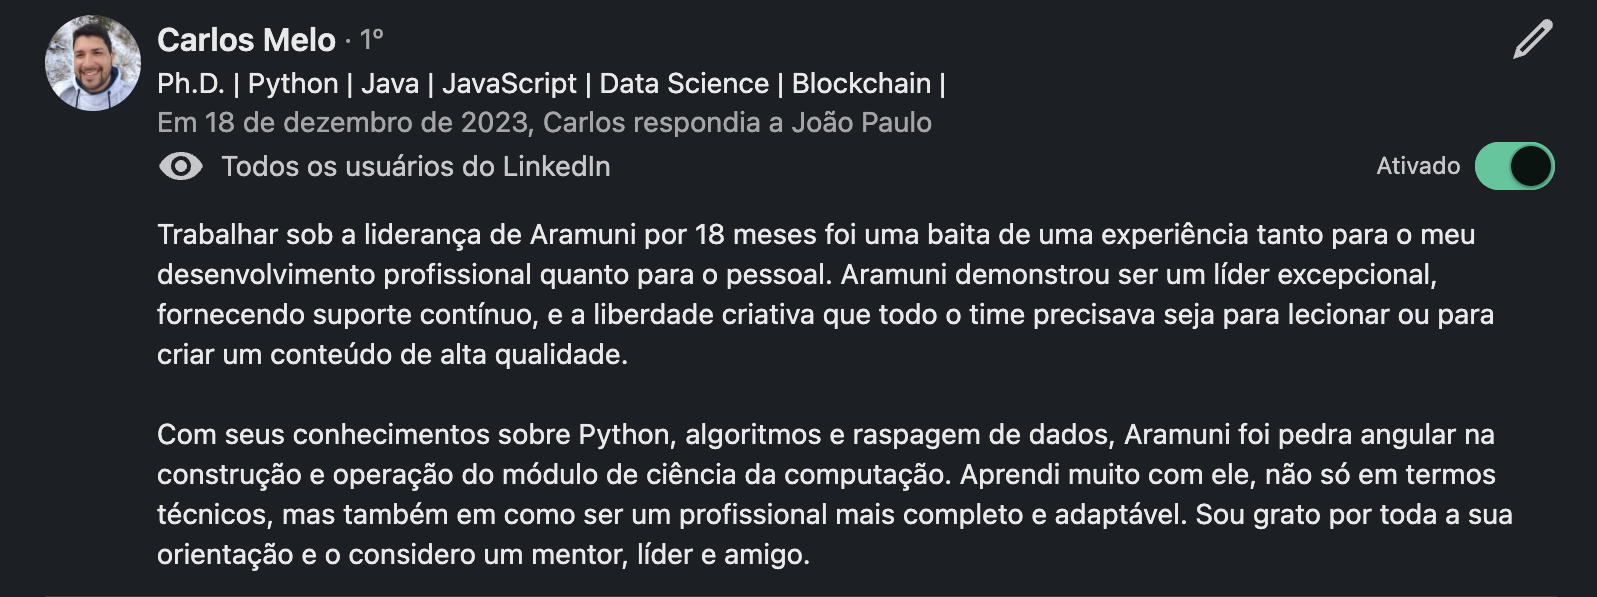 Carlos Melo · 1º
Ph.D. | Python | Java | JavaScript | Data Science | Blockchain |
Em 18 de dezembro de 2023, Carlos respondia a João Paulo
Todos os usuários do LinkedIn
Ativado
Trabalhar sob a liderança de Aramuni por 18 meses foi uma baita de uma experiência tanto para o meu
desenvolvimento profissional quanto para o pessoal. Aramuni demonstrou ser um líder excepcional,
fornecendo suporte contínuo, e a liberdade criativa que todo o time precisava seja para lecionar ou para
criar um conteúdo de alta qualidade.
Com seus conhecimentos sobre Python, algoritmos e raspagem de dados, Aramuni foi pedra angular na
construção e operação do módulo de ciência da computação. Aprendi muito com ele, não só em termos
técnicos, mas também em como ser um profissional mais completo e adaptável. Sou grato por toda a sua
orientação e o considero um mentor, líder e amigo.